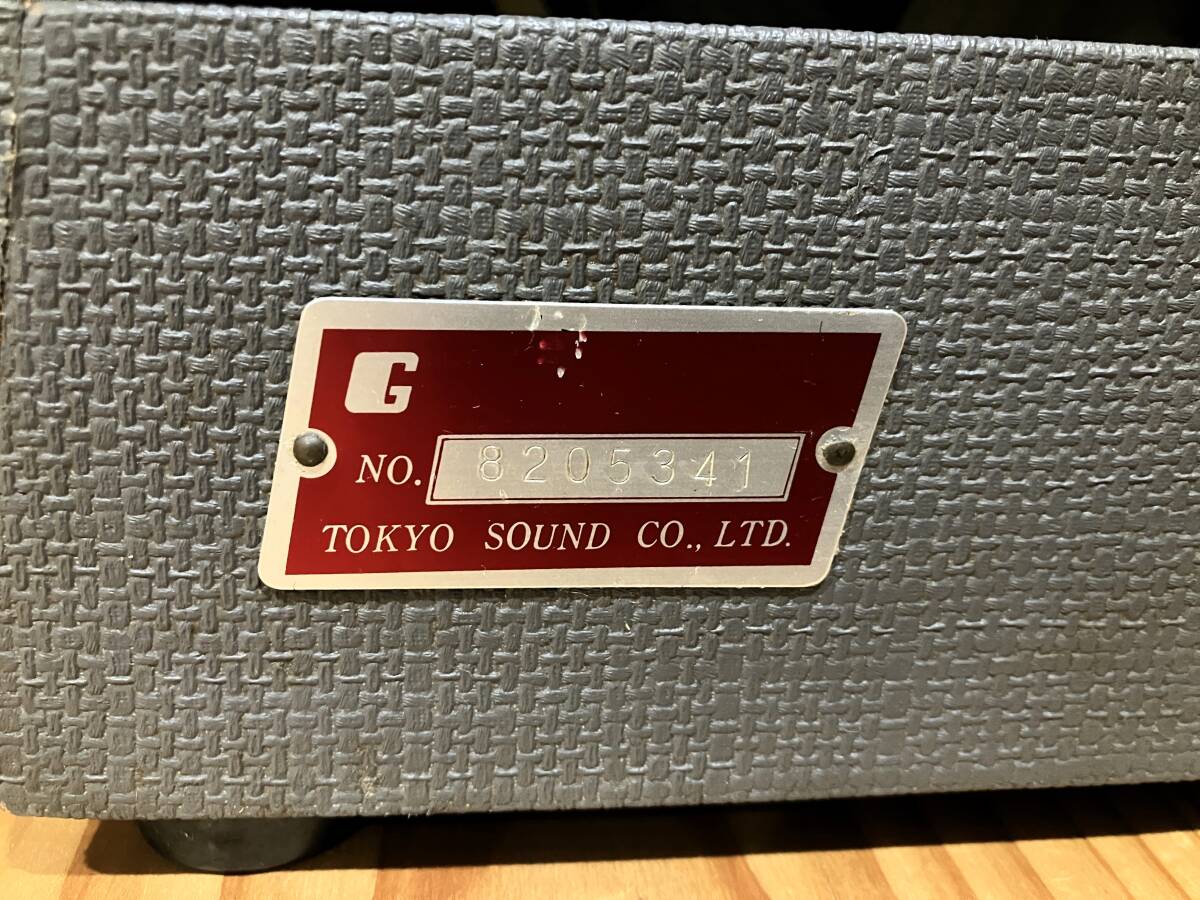 G
NO. 8205341
TOKYO SOUND CO., LTD.